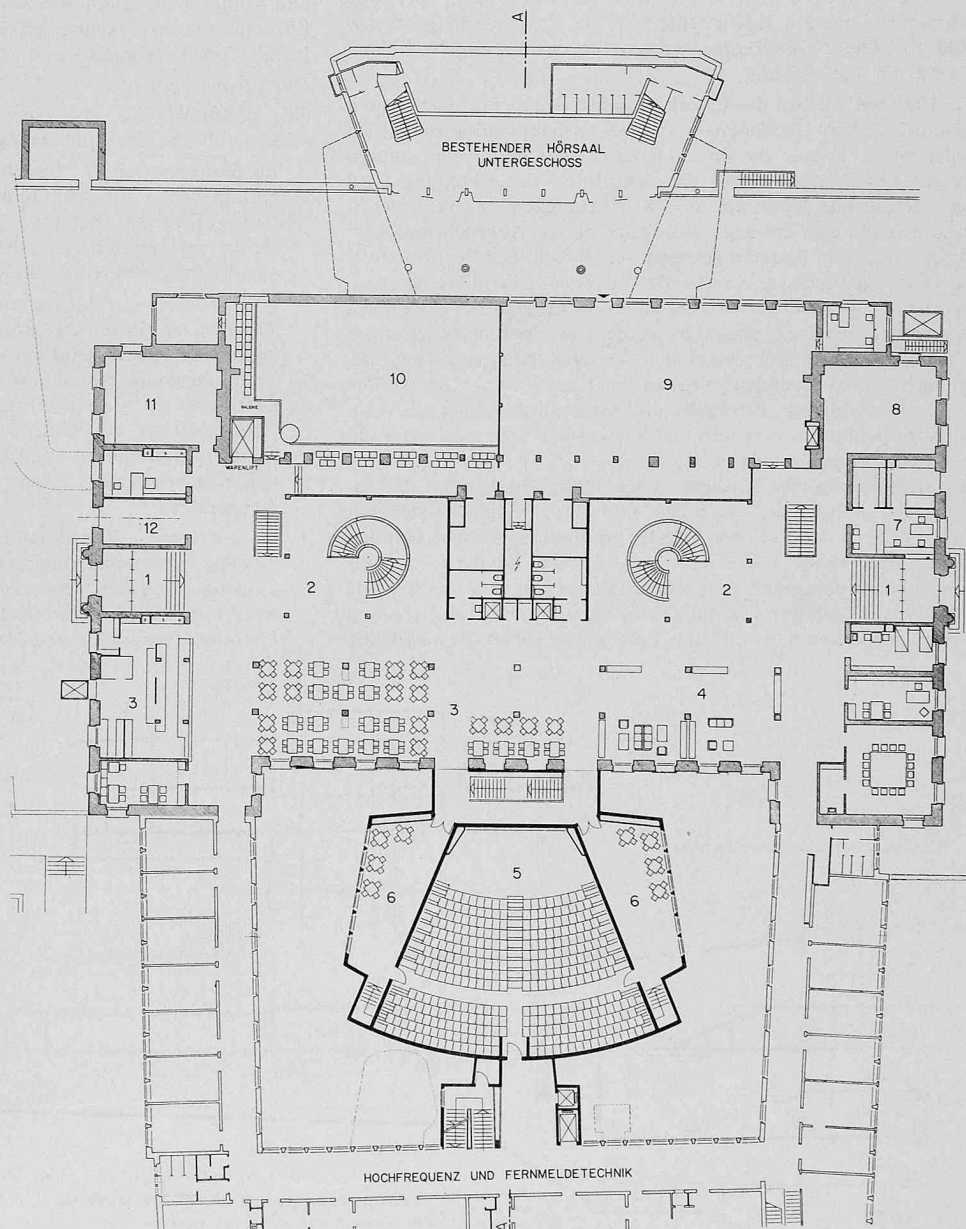 A
BESTEHENDER HÖRSAAL
UNTERGESCHOSS
10
9
11
8
GALERIE
WARENLIFT
12
7
1
2
2
1
3
3
4
5
6
6
HOCHFREQUENZ UND FERNMELDETECHNIK
A